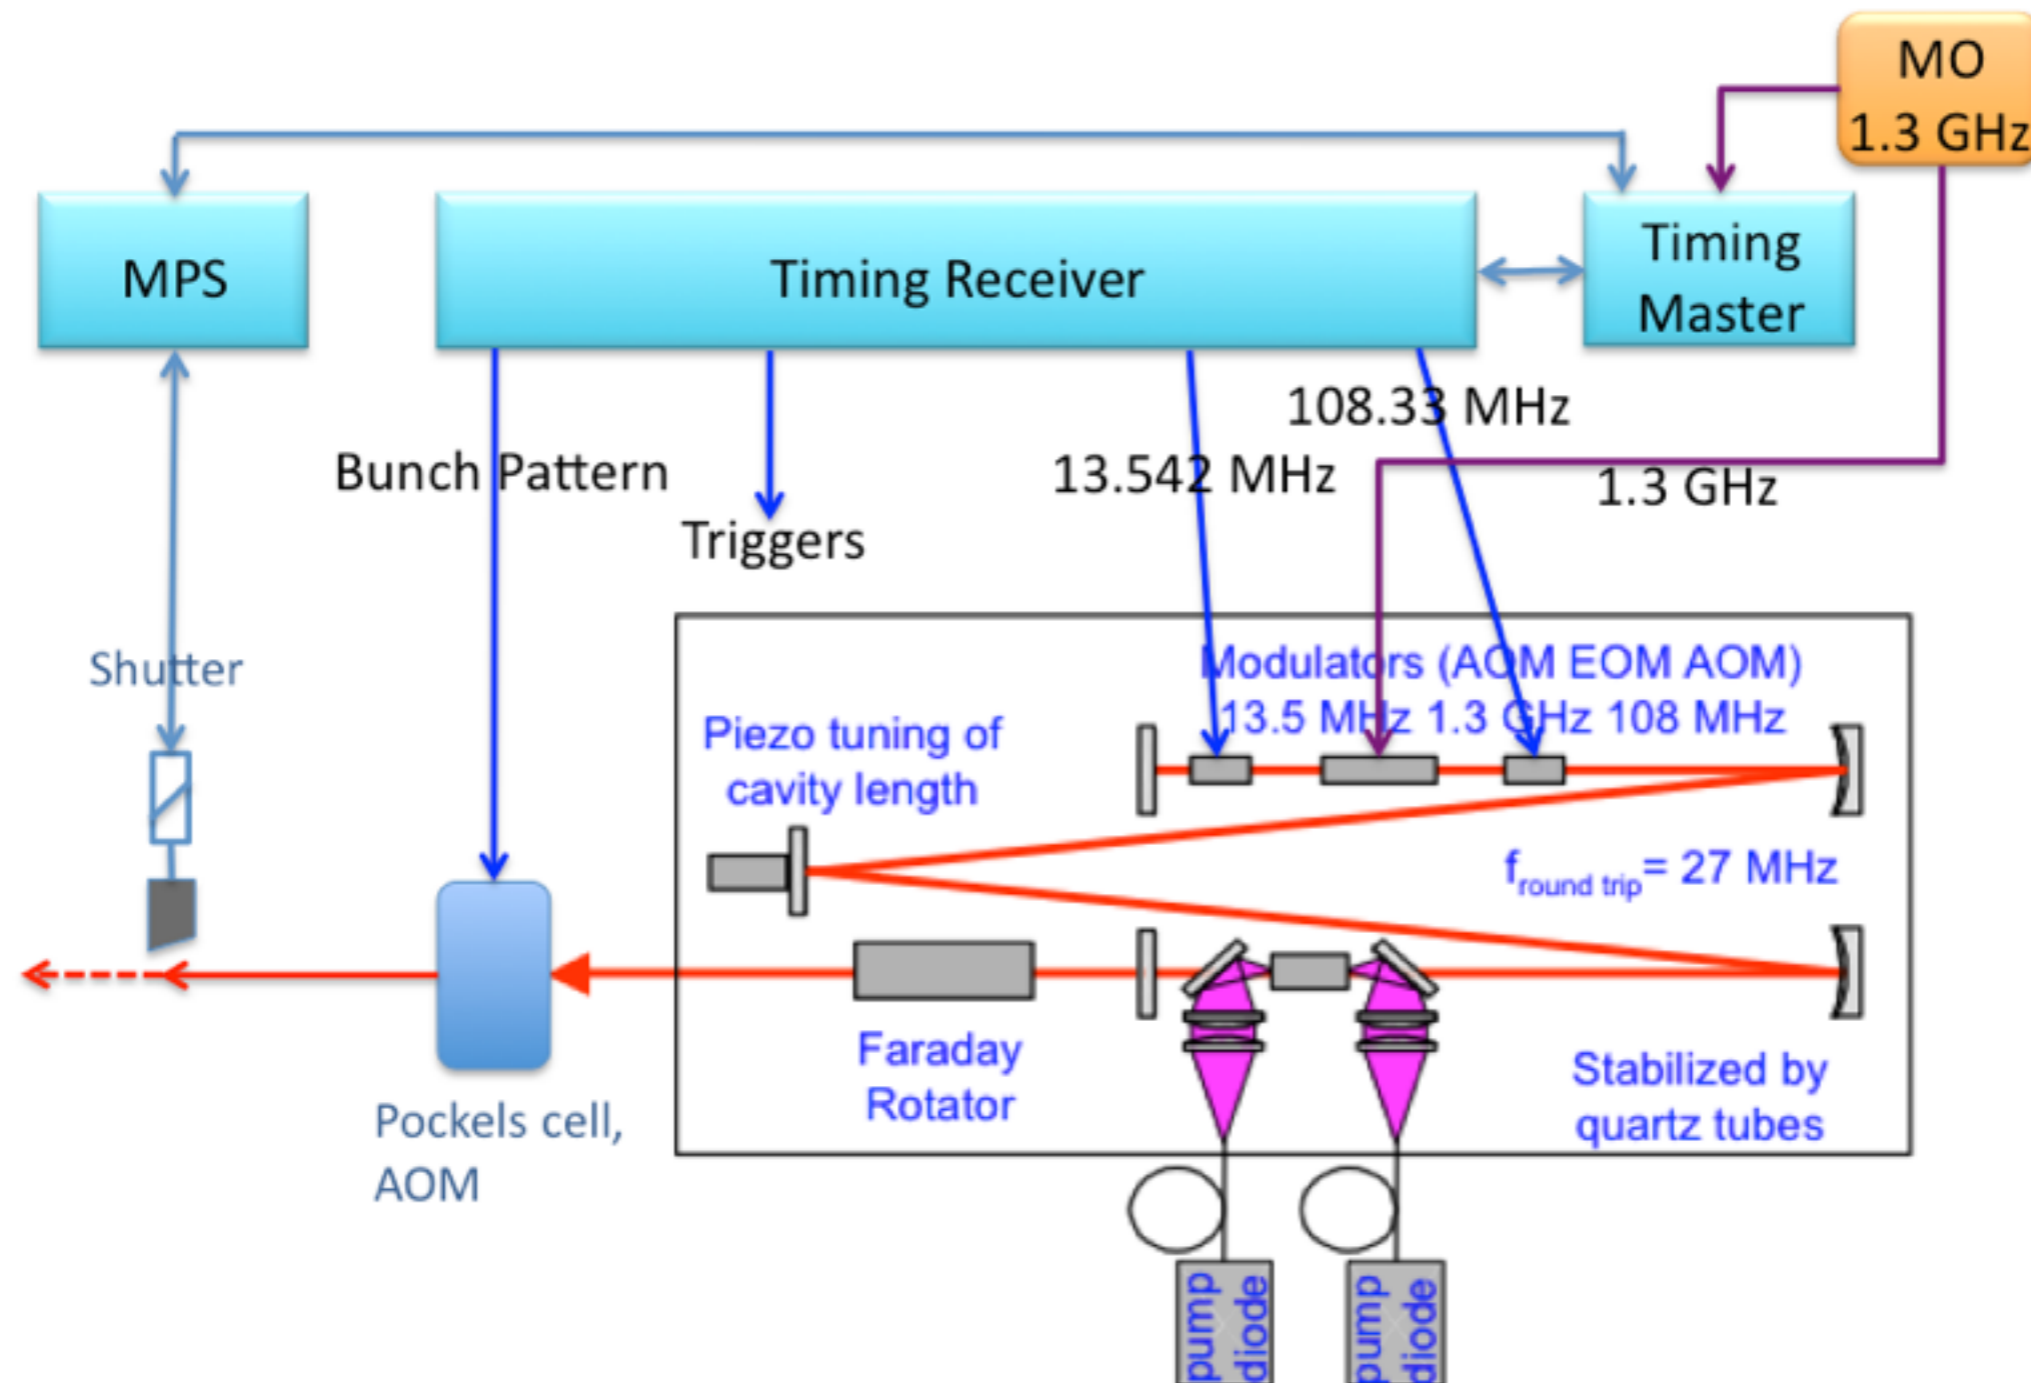 MO
1.3 GHz
MPS
Timing Receiver
Timing
Master
108.33 MHz
13.542 MHz
1.3 GHz
Bunch Pattern
Triggers
Shutter
Modulators (AOM EOM AOM)
13.5 MHz 1.3 GHz 108 MHz
Piezo tuning of
cavity length
fround trip= 27 MHz
Faraday
Rotator
Stabilized by
quartz tubes
Pockels cell,
AOM
pump
diode
pump
diode